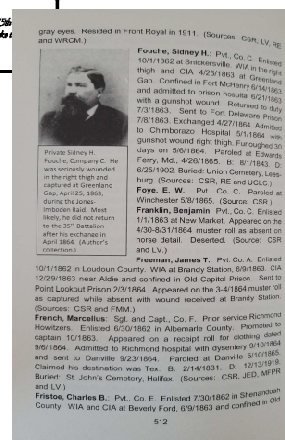 gray eyes. Resided in Front Royal in 1911. (Sources: CSR, LV, RE
and WRCM.)
Fouche, Sidney H.: Pvt., Co. C. Enlisted
10/1/1862 at Snickersville. WIA in the right
thigh and CIA 4/25/1863 at Greenland
Gap. Confined in Fort McHenry 6/14/1863
and admitted to prison hospital 6/21/1863
with a gunshot wound. Returned to duty
7/3/1863. Sent to Fort Delaware Prison
7/8/1863. Exchanged 4/27/1864. Admitted
to Chimborazo Hospital 5/1/1864 with
gunshot wound right thigh. Furloughed 30
days on 5/6/1864. Paroled at Edwards
Ferry, Md., 4/26/1865. B: 8/ /1843. D:
6/25/1902. Buried: Union Cemetery, Lees-
burg. (Sources: CSR, RE and UCLC.)
Private Sidney H.
Fouche, Company C. He
was seriously wounded
in the right thigh and
captured at Greenland
Gap, April 25, 1863,
during the Jones-
Imboden Raid. Most
likely, he did not return
to the 35th Battalion
after his exchange in
April 1864. (Author's
collection.)
Foye, E. W. Pvt. Co. C. Paroled at
Winchester 5/8/1865. (Source: CSR.)
Franklin, Benjamin Pvt., Co. C. Enlisted
1/1/1863 at New Market. Appeared on the
4/30-8/31/1864 muster roll as absent on
horse detail. Deserted. (Source: CSR
and LV.)
Freeman, James T. Pvt. Co. A. Enlisted
10/1/1862 in Loudoun County. WIA at Brandy Station, 6/9/1863. CIA
12/29/1863 near Aldie and confined in Old Capitol Prison. Sent to
Point Lookout Prison 2/3/1864. Appeared on the 3-4/1864 muster roll
as captured while absent with wound received at Brandy Station.
(Sources: CSR and FMM.)
French, Marcellus: Sgt. and Capt., Co. F. Prior service Richmond
Howitzers. Enlisted 6/30/1862 in Albemarle County. Promoted to
captain 10/1863. Appeared on a receipt roll for clothing dated
9/6/1864. Admitted to Richmond hospital with dysentery 9/13/1864
and sent to Danville 9/23/1864. Paroled at Danville 5/10/1865.
Claimed his destination was Tex. B: 2/14/1831. D: 12/12/1919.
Buried: St. John's Cemetery, Halifax. (Sources: CSR, JED, MFPR
and LV.)
Fristoe, Charles B.: Pvt., Co. E. Enlisted 7/30/1862 in Shenandoah
County. WIA and CIA at Beverly Ford, 6/9/1863 and confined in Old
5-2